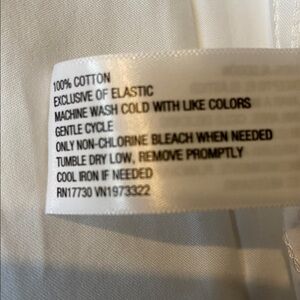 100% COTTON
EXCLUSIVE OF ELASTIC
MACHINE WASH COLD WITH LIKE COLORS
GENTLE CYCLE
ONLY NON-CHLORINE BLEACH WHEN NEEDED
TUMBLE DRY LOW, REMOVE PROMPTLY
COOL IRON IF NEEDED
RN17730 VN1973322